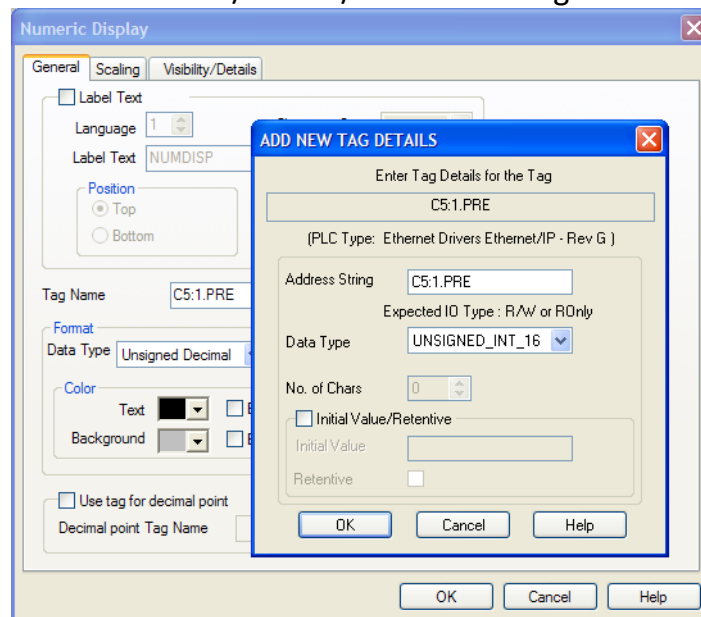 Numeric Display
General Scaling Visibility/Details
Label Text
Language 1
Label Text NUMDISP
Position
Top
Bottom
Tag Name C5:1.PRE
Format
Data Type Unsigned Decimal
Color
Text
Background
Use tag for decimal point
Decimal point Tag Name
OK Cancel Help
ADD NEW TAG DETAILS
Enter Tag Details for the Tag
C5:1.PRE
(PLC Type: Ethernet Drivers Ethernet/IP - Rev G )
Address String C5:1.PRE
Expected IO Type : R/W or ROnly
Data Type UNSIGNED_INT_16
No. of Chars 0
Initial Value/Retentive
Initial Value
Retentive
OK Cancel Help